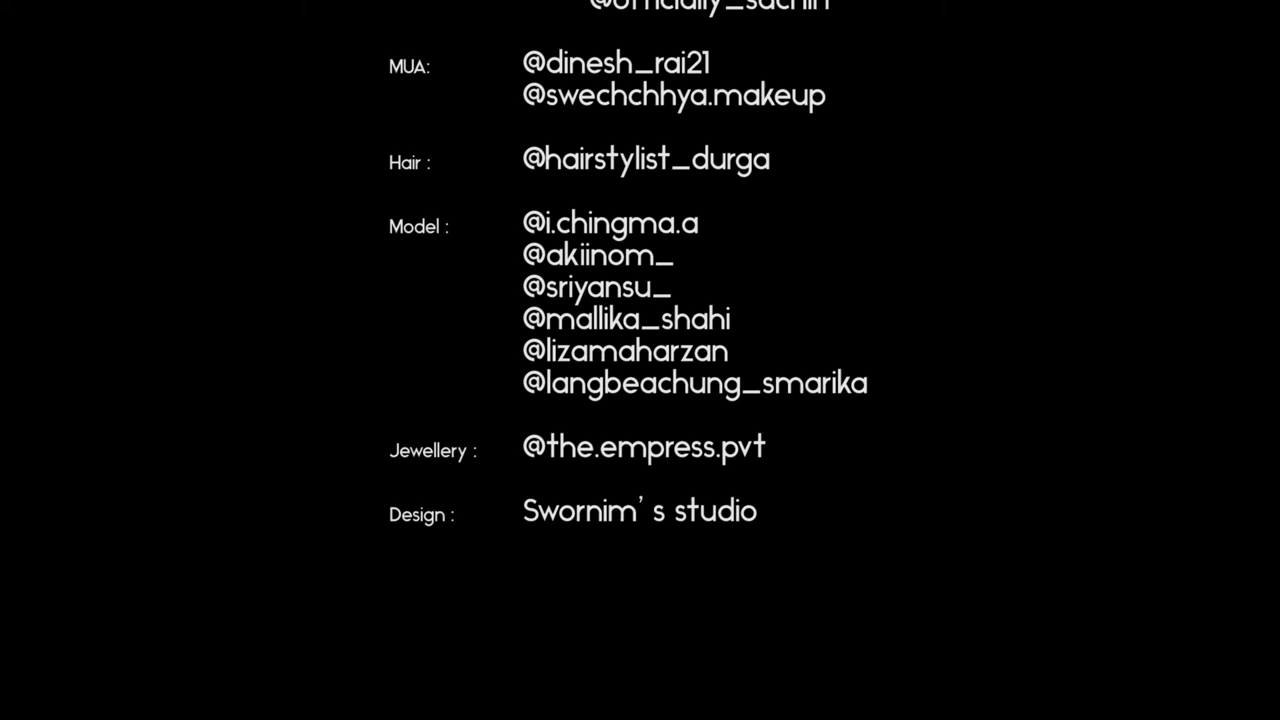 @officially_sachin
MUA: @dinesh_rai21
@swechchhya.makeup
Hair : @hairstylist_durga
Model : @i.chingma.a
@akiinom_
@sriyansu_
@mallika_shahi
@lizamaharzan
@langbeachung_smarika
Jewellery : @the.empress.pvt
Design : Swornim's studio